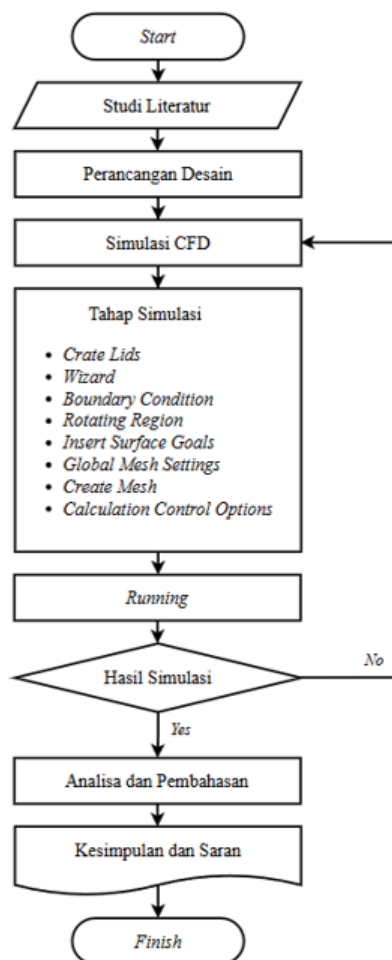 Start
Studi Literatur
Perancangan Desain
Simulasi CFD
Tahap Simulasi
• Crate Lids
• Wizard
• Boundary Condition
• Rotating Region
• Insert Surface Goals
• Global Mesh Settings
• Create Mesh
• Calculation Control Options
Running
Hasil Simulasi
No
Yes
Analisa dan Pembahasan
Kesimpulan dan Saran
Finish